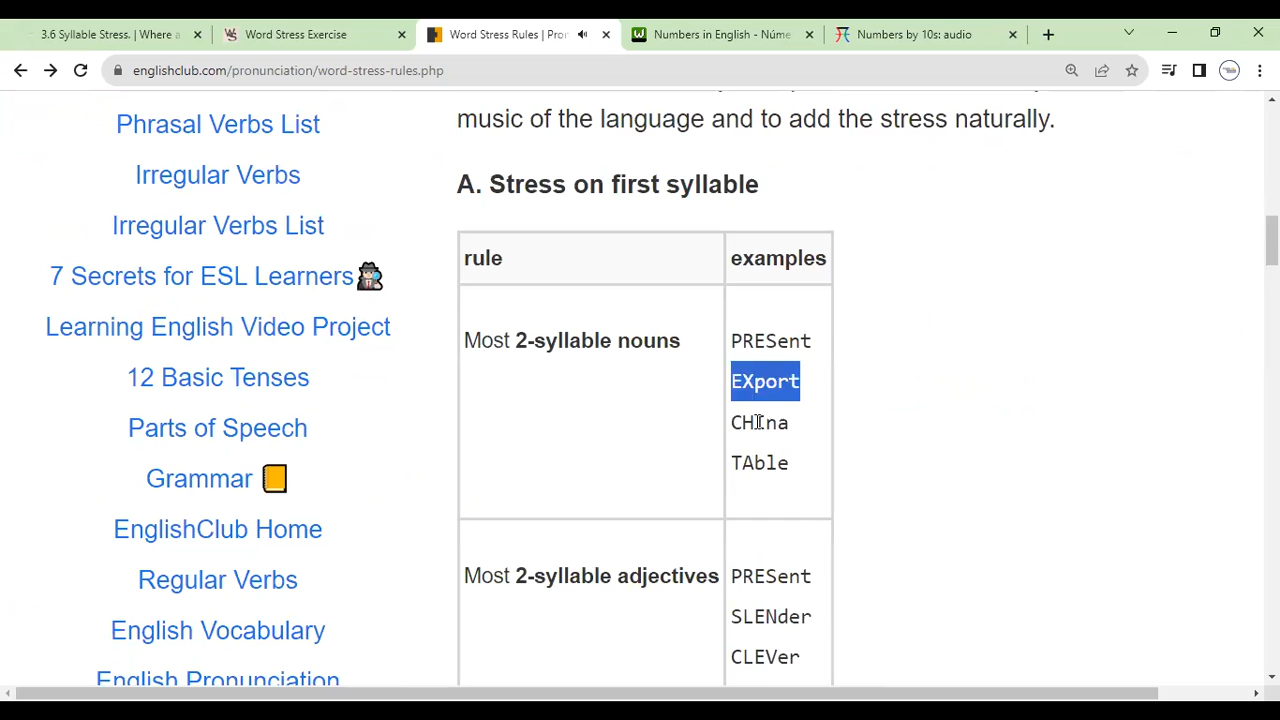 3.6 Syllable Stress. | Where a
Word Stress Exercise
Word Stress Rules | Pron
Numbers in English - Núme
Numbers by 10s: audio
englishclub.com/pronunciation/word-stress-rules.php
Phrasal Verbs List
Irregular Verbs
Irregular Verbs List
7 Secrets for ESL Learners
Learning English Video Project
12 Basic Tenses
Parts of Speech
Grammar
EnglishClub Home
Regular Verbs
English Vocabulary
English Pronunciation
music of the language and to add the stress naturally.
A. Stress on first syllable
rule examples
Most 2-syllable nouns PRESent
EXport
CHIna
TAble
Most 2-syllable adjectives PRESent
SLENder
CLEVer